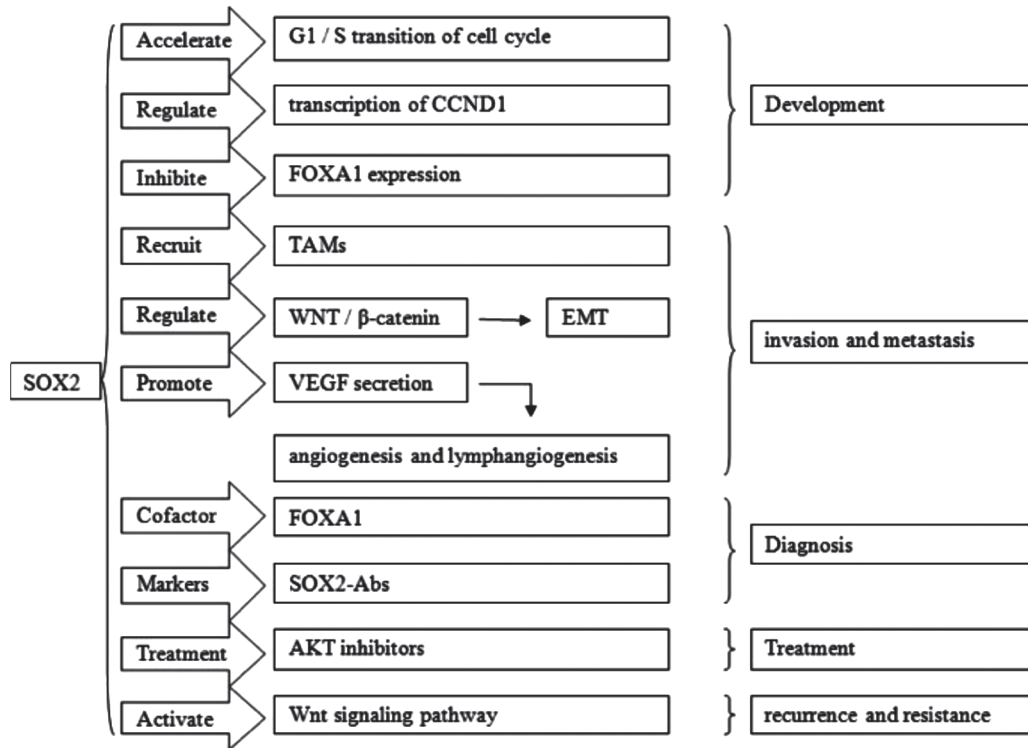 Accelerate G1 / S transition of cell cycle
Regulate transcription of CCND1 Development
Inhibite FOXA1 expression
Recruit TAMs
Regulate WNT / β-catenin EMT
invasion and metastasis
SOX2 Promote VEGF secretion
angiogenesis and lymphangiogenesis
Cofactor FOXA1
Diagnosis
Markers SOX2-Abs
Treatment AKT inhibitors Treatment
Activate Wnt signaling pathway recurrence and resistance